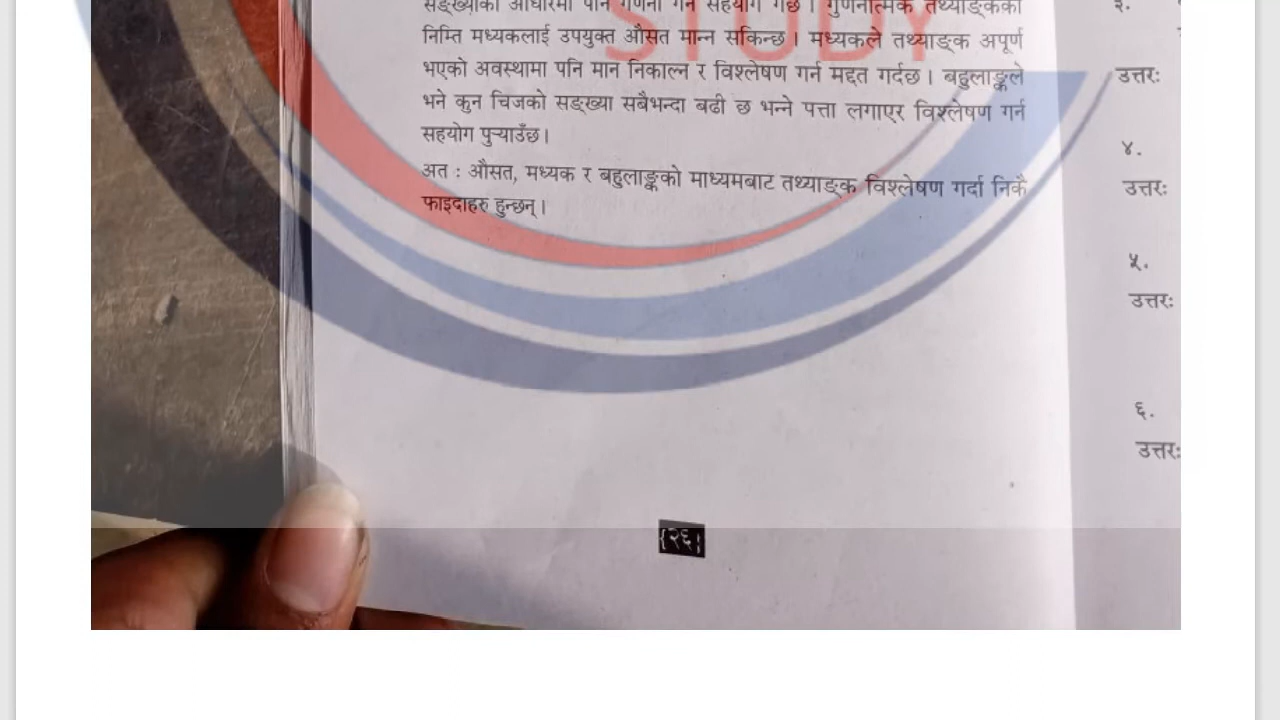 सङ्ख्याको आधारमा पनि गणना गर्न सहयोग गर्छ । गुणनात्मक तथ्याङ्कको
निम्ति मध्यकलाई उपयुक्त औसत मान्न सकिन्छ । मध्यकले तथ्याङ्क अपूर्ण
भएको अवस्थामा पनि मान निकाल्न र विश्लेषण गर्न मद्दत गर्दछ । बहुलाङ्कले
भने कुन चिजको सङ्ख्या सबैभन्दा बढी छ भन्ने पत्ता लगाएर विश्लेषण गर्न
सहयोग पुऱ्याउँछ ।
अत : औसत, मध्यक र बहुलाङ्कको माध्यमबाट तथ्याङ्क विश्लेषण गर्दा निकै
फाइदाहरु हुन्छन् ।
{२६}
STUDY
३.
उत्तरः
४.
उत्तरः
५.
उत्तरः
६.
उत्तरः